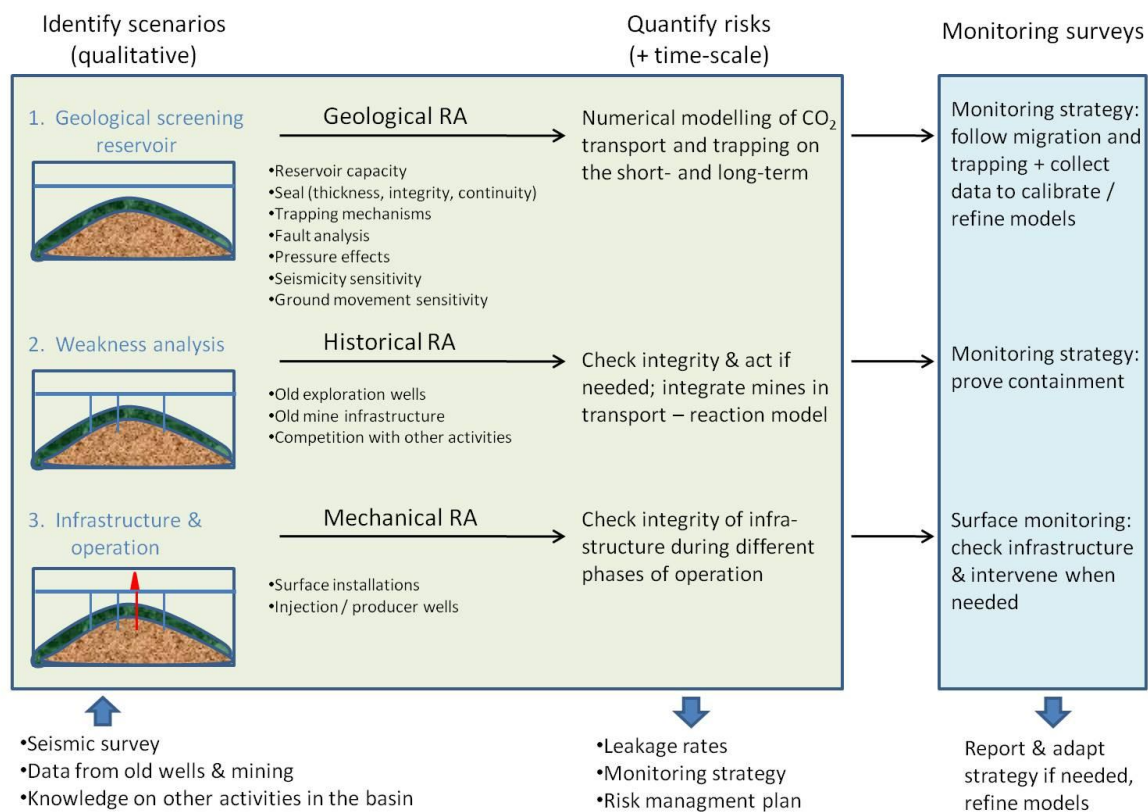 Identify scenarios
(qualitative)
Quantify risks
(+ time-scale)
Monitoring surveys
1. Geological screening
reservoir
Geological RA
•Reservoir capacity
•Seal (thickness, integrity, continuity)
•Trapping mechanisms
•Fault analysis
•Pressure effects
•Seismicity sensitivity
•Ground movement sensitivity
Numerical modelling of CO₂
transport and trapping on
the short- and long-term
Monitoring strategy:
follow migration and
trapping + collect
data to calibrate /
refine models
2. Weakness analysis
Historical RA
•Old exploration wells
•Old mine infrastructure
•Competition with other activities
Check integrity & act if
needed; integrate mines in
transport – reaction model
Monitoring strategy:
prove containment
3. Infrastructure &
operation
Mechanical RA
•Surface installations
•Injection / producer wells
Check integrity of infra-
structure during different
phases of operation
Surface monitoring:
check infrastructure
& intervene when
needed
•Seismic survey
•Data from old wells & mining
•Knowledge on other activities in the basin
•Leakage rates
•Monitoring strategy
•Risk managment plan
Report & adapt
strategy if needed,
refine models